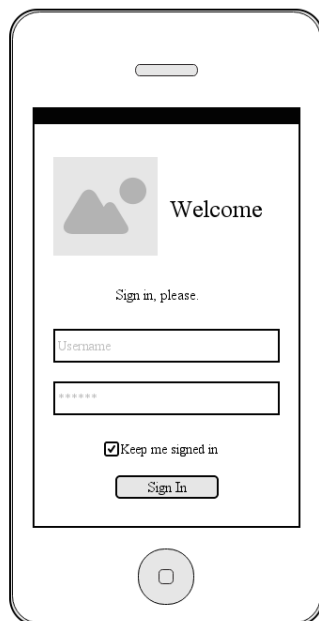 Welcome
Sign in, please.
Username
******
Keep me signed in
Sign In